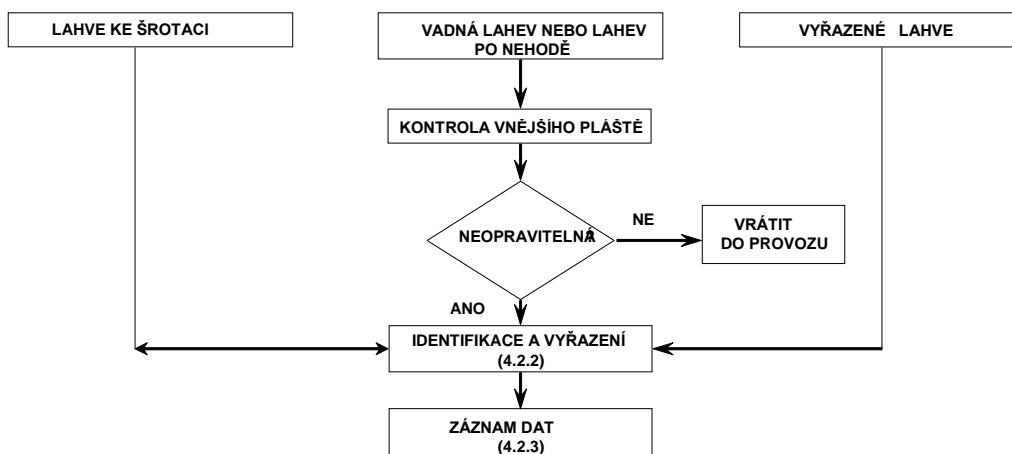 LAHVE KE ŠROTACI
VADNÁ LAHEV NEBO LAHEV
PO NEHODĚ
VYŘAZENÉ LAHVE
KONTROLA VNĚJŠÍHO PLÁŠTĚ
NEOPRAVITELNÁ?
NE
VRÁTIT
DO PROVOZU
ANO
IDENTIFIKACE A VYŘAZENÍ
(4.2.2)
ZÁZNAM DAT
(4.2.3)